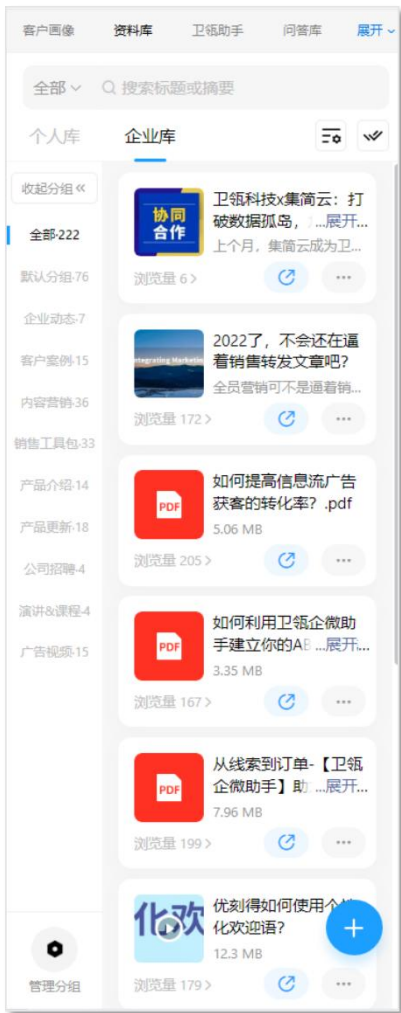 客户画像 资料库 卫瓴助手 问答库 展开
全部 搜索标题或摘要
个人库 企业库
收起分组
全部·222
默认分组·76
企业动态·7
客户案例·15
内容营销·36
销售工具包·33
产品介绍·14
产品更新·18
公司招聘·4
演讲&课程·4
广告视频·15
管理分组
协同
合作
卫瓴科技x集简云：打
破数据孤岛，...展开...
上个月，集简云成为卫...
浏览量 6
ntegrating Marketin
2022了，不会还在逼
着销售转发文章吧？
全员营销可不是逼着销...
浏览量 172
PDF
如何提高信息流广告
获客的转化率？.pdf
5.06 MB
浏览量 205
PDF
如何利用卫瓴企微助
手建立你的AB...展开...
3.35 MB
浏览量 167
PDF
从线索到订单-【卫瓴
企微助手】助...展开...
7.96 MB
浏览量 199
化欢
优刻得如何使用个性
化欢迎语？
12.3 MB
浏览量 179